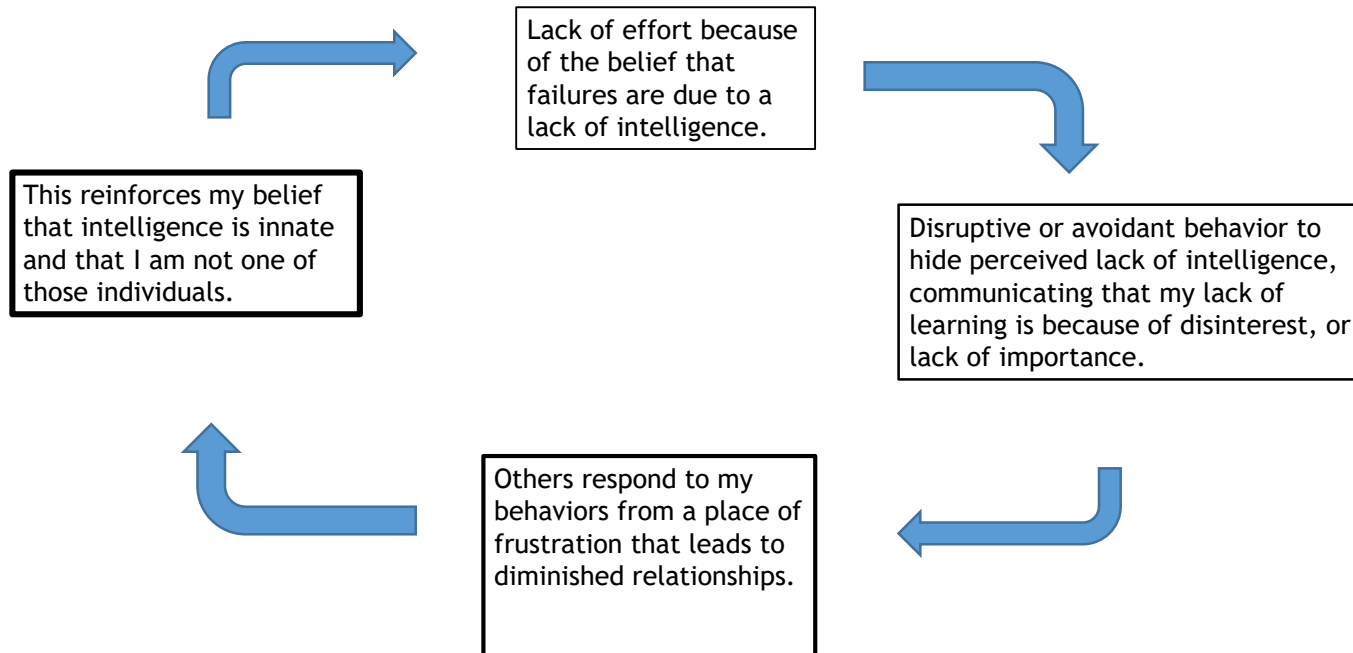 Lack of effort because
of the belief that
failures are due to a
lack of intelligence.
Disruptive or avoidant behavior to
hide perceived lack of intelligence,
communicating that my lack of
learning is because of disinterest, or
lack of importance.
Others respond to my
behaviors from a place of
frustration that leads to
diminished relationships.
This reinforces my belief
that intelligence is innate
and that I am not one of
those individuals.